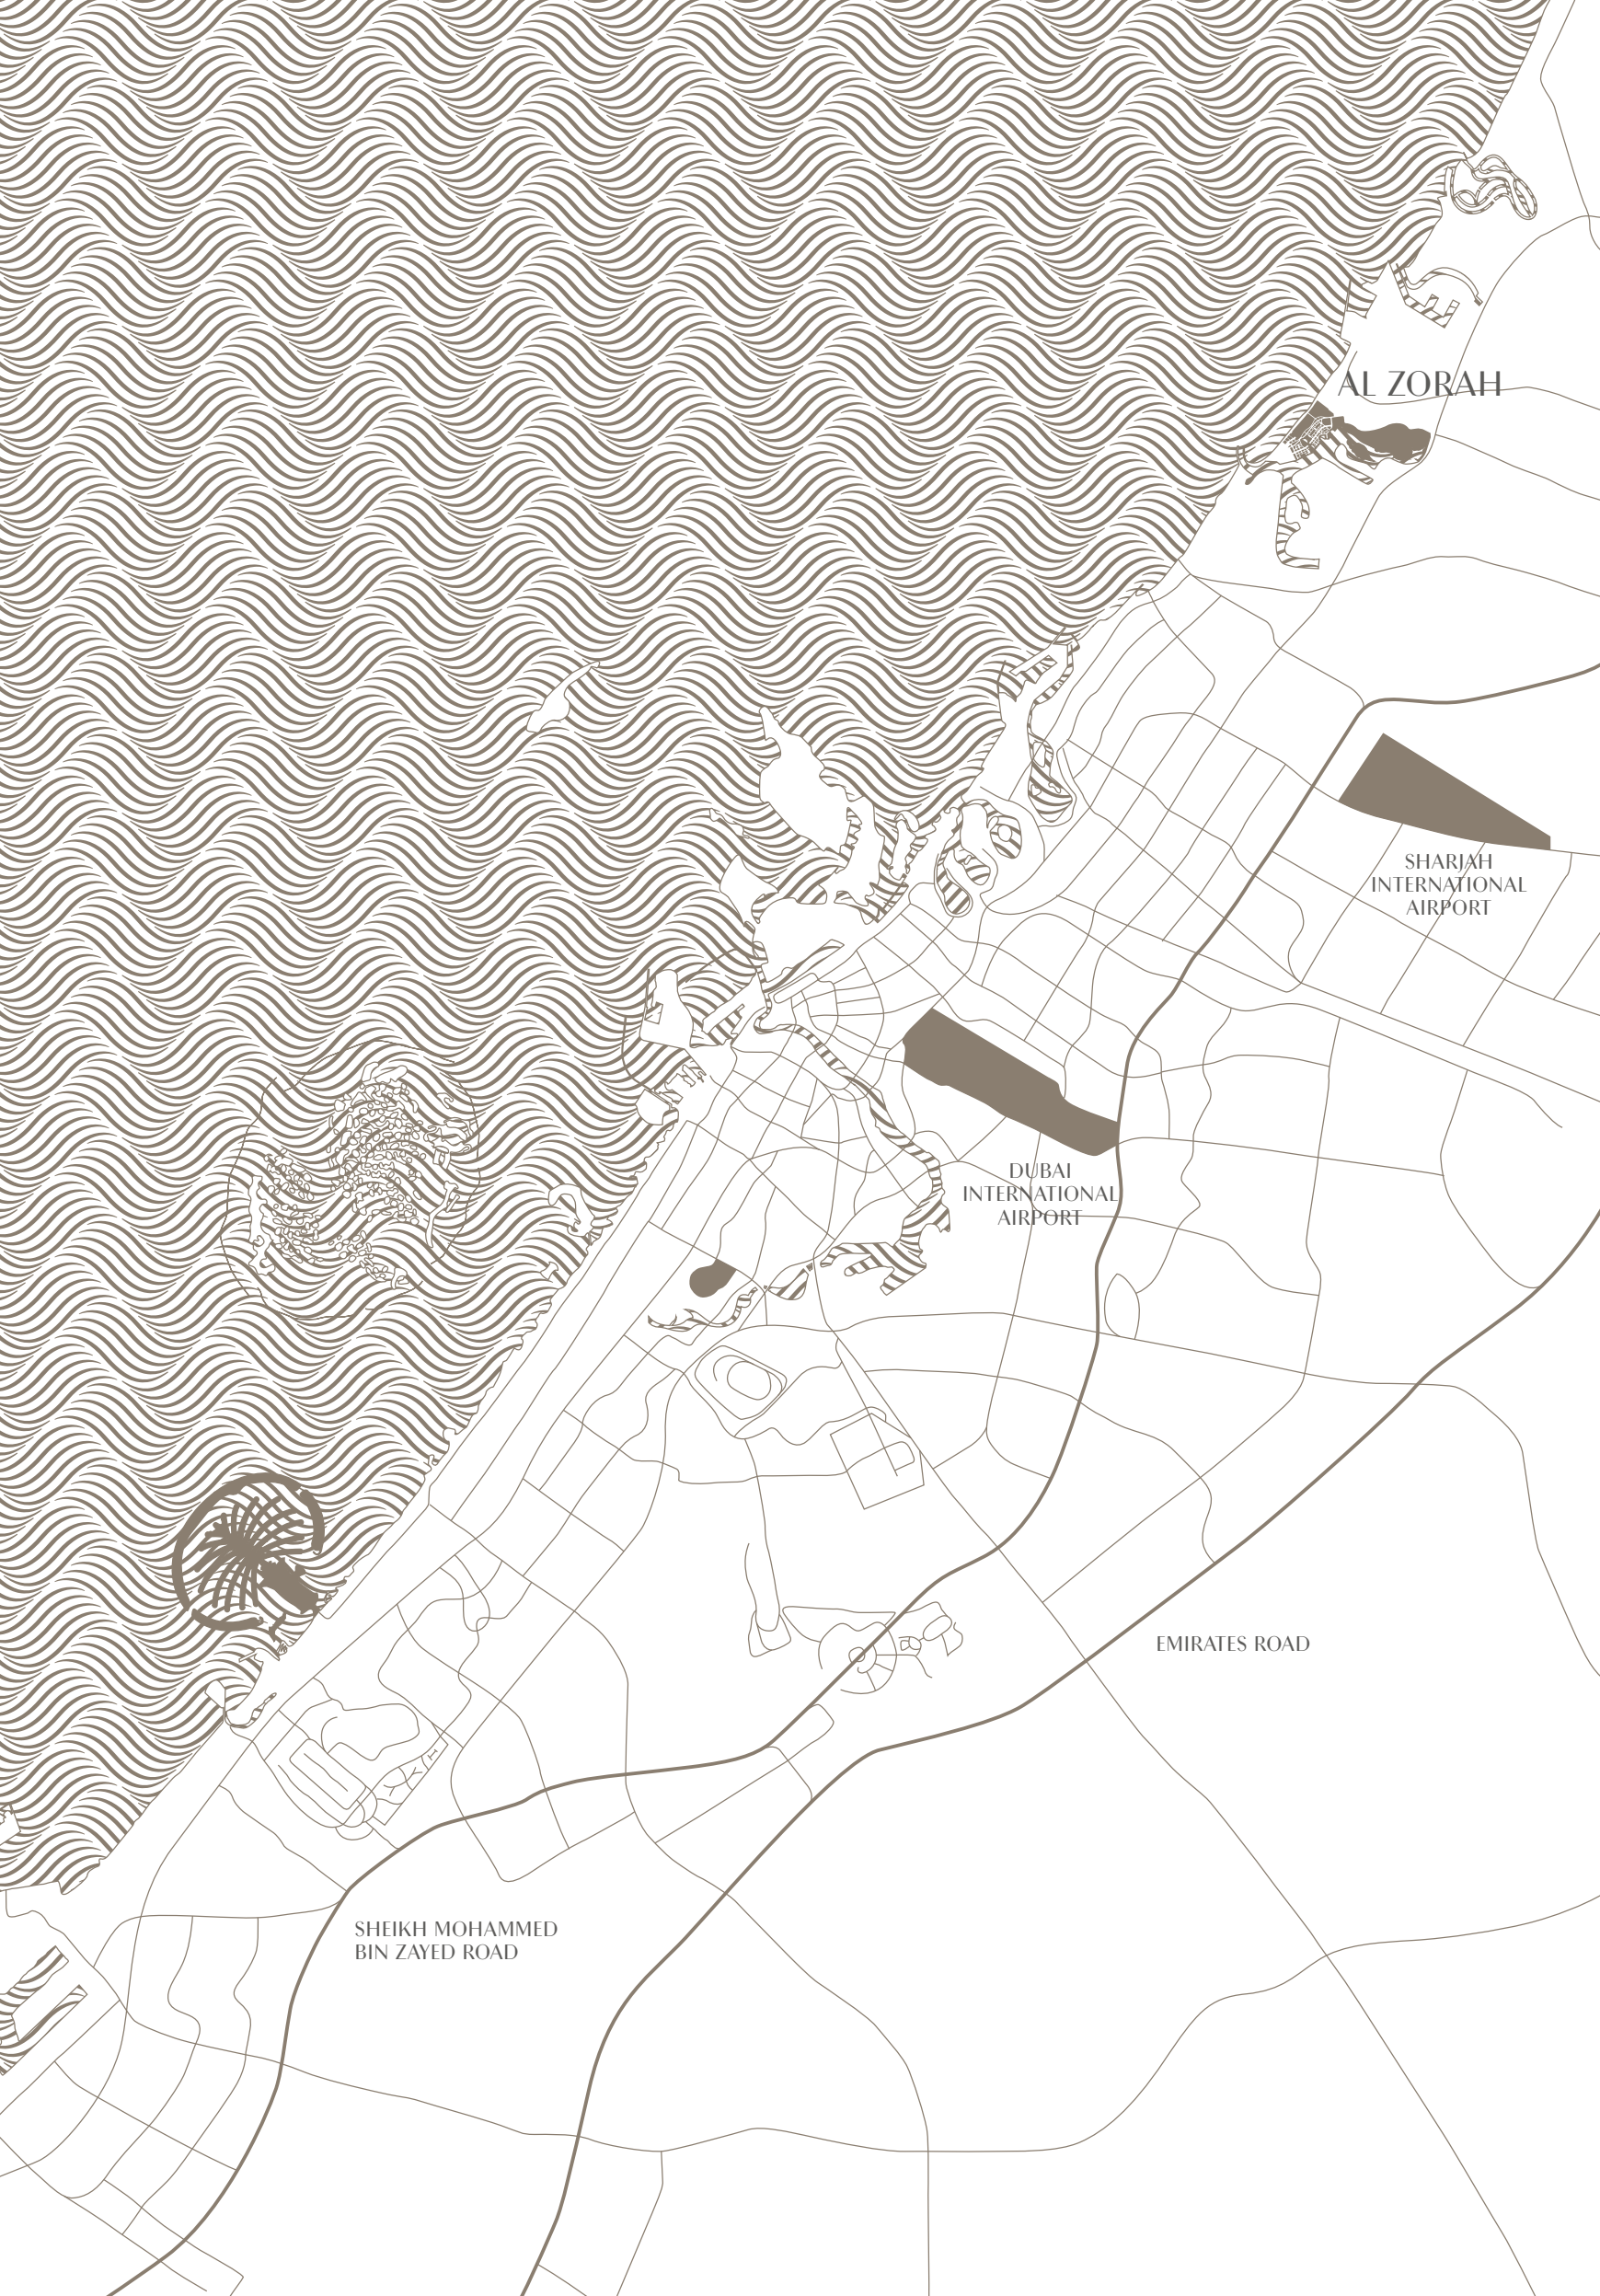 AL ZORAH
SHARJAH
INTERNATIONAL
AIRPORT
DUBAI
INTERNATIONAL
AIRPORT
EMIRATES ROAD
SHEIKH MOHAMMED
BIN ZAYED ROAD